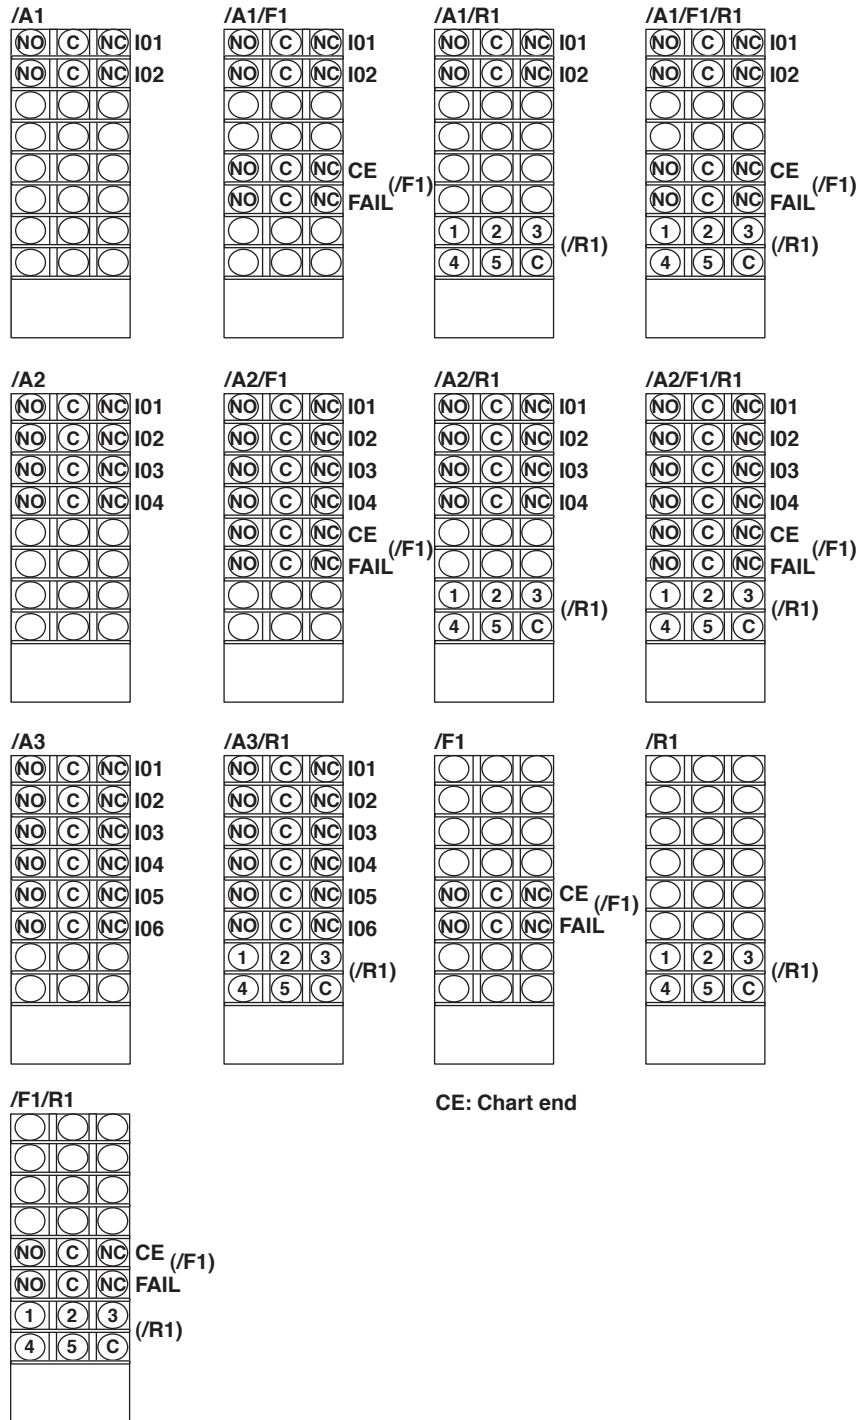 /A1 /A1/F1 /A1/R1 /A1/F1/R1
NO C NC I01 NO C NC I01 NO C NC I01 NO C NC I01
NO C NC I02 NO C NC I02 NO C NC I02 NO C NC I02
NO C NC CE NO C NC CE
(/F1) (/F1)
NO C NC FAIL NO C NC FAIL
1 2 3 1 2 3
(/R1) (/R1)
4 5 C 4 5 C
/A2 /A2/F1 /A2/R1 /A2/F1/R1
NO C NC I01 NO C NC I01 NO C NC I01 NO C NC I01
NO C NC I02 NO C NC I02 NO C NC I02 NO C NC I02
NO C NC I03 NO C NC I03 NO C NC I03 NO C NC I03
NO C NC I04 NO C NC I04 NO C NC I04 NO C NC I04
NO C NC CE NO C NC CE
(/F1) (/F1)
NO C NC FAIL NO C NC FAIL
1 2 3 1 2 3
(/R1) (/R1)
4 5 C 4 5 C
/A3 /A3/R1 /F1 /R1
NO C NC I01 NO C NC I01
NO C NC I02 NO C NC I02
NO C NC I03 NO C NC I03
NO C NC I04 NO C NC I04
NO C NC I05 NO C NC I05 NO C NC CE
(/F1)
NO C NC I06 NO C NC I06 NO C NC FAIL
1 2 3 1 2 3
(/R1) (/R1)
4 5 C 4 5 C
/F1/R1 CE: Chart end
NO C NC CE
(/F1)
NO C NC FAIL
1 2 3
(/R1)
4 5 C